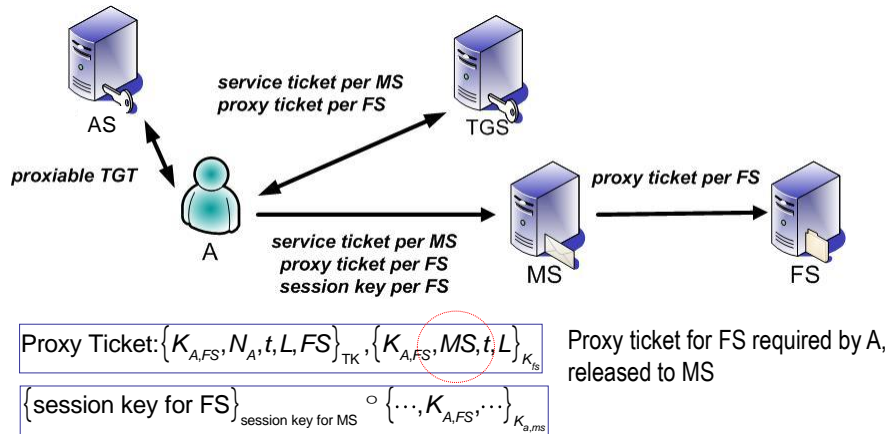 AS
service ticket per MS
proxy ticket per FS
TGS
proxiable TGT
A
proxy ticket per FS
service ticket per MS
proxy ticket per FS
session key per FS
MS
FS
Proxy Ticket:{K_{A,FS}, N_A, t, L, FS}_{TK}, {K_{A,FS}, MS, t, L}_{K_{fs}}
Proxy ticket for FS required by A,
released to MS
{session key for FS}_{session key for MS} ° {⋯, K_{A,FS}, ⋯}_{K_{a,ms}}